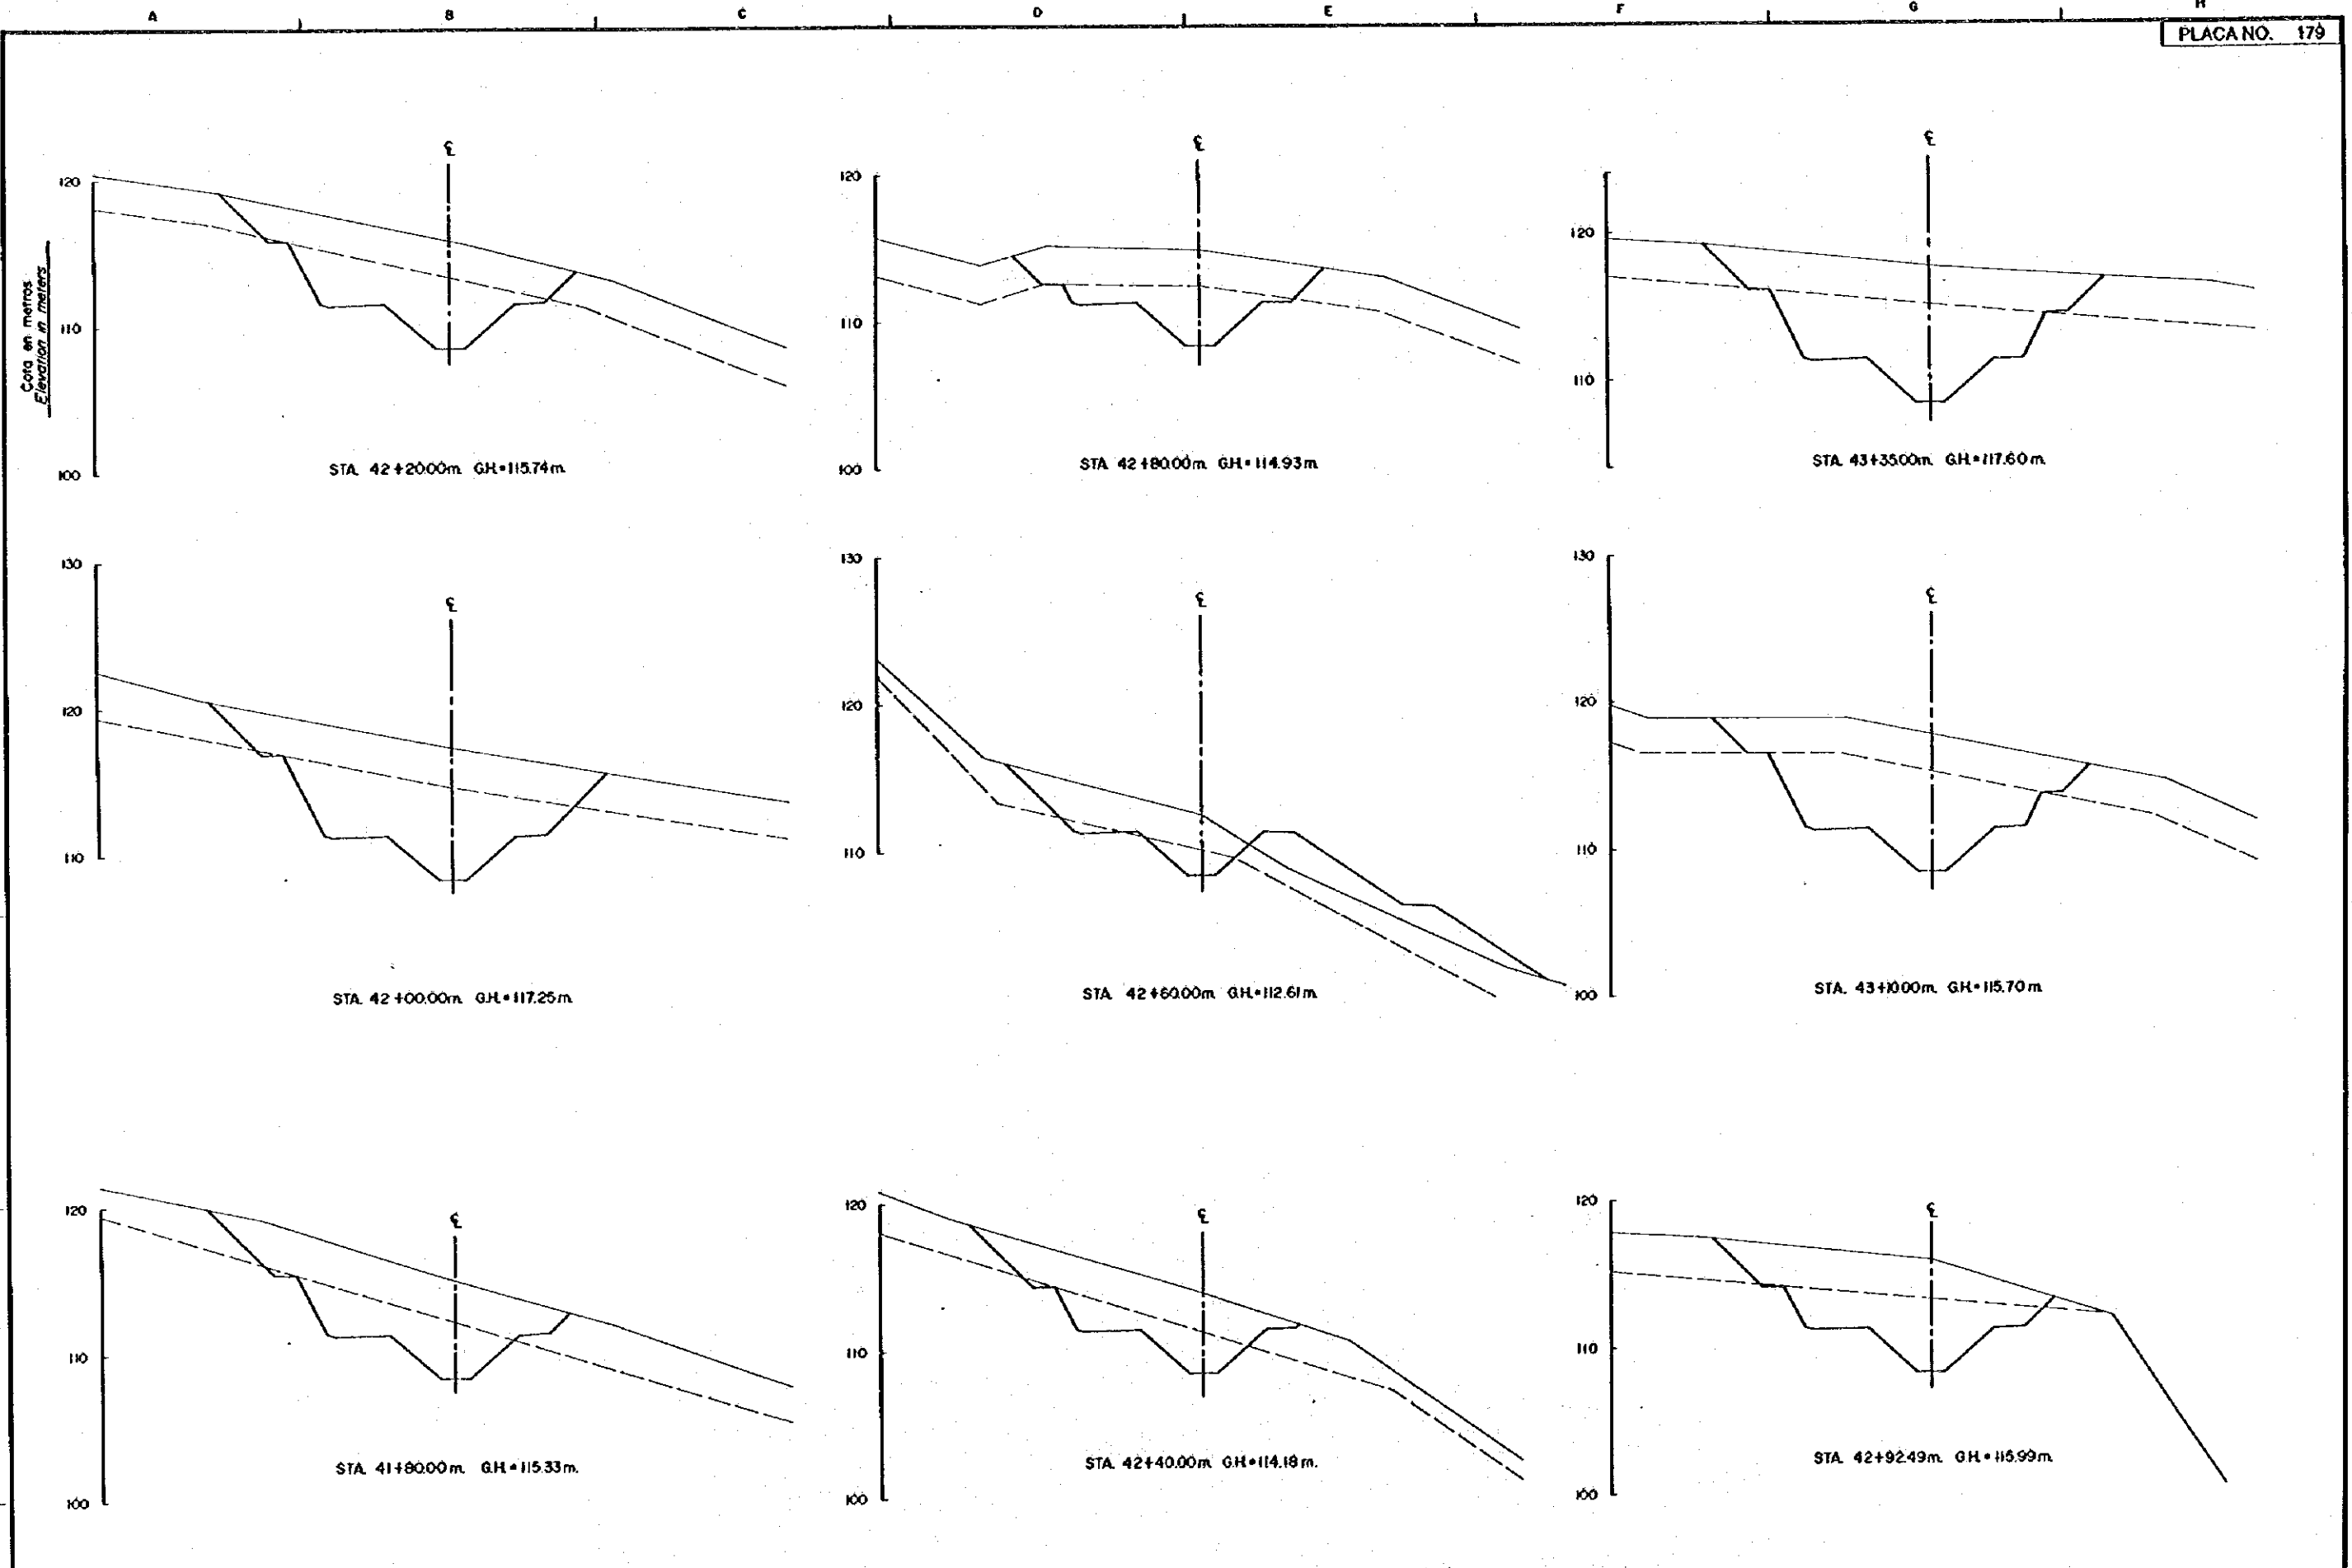 A B C D E F G H
PLACA NO. 179
Cota en metros
Elevation in meters
℄
120
110
100
STA. 42+20.00m. G.H.=115.74m.
℄
120
110
100
STA. 42+80.00m. G.H.=114.93m.
℄
120
110
STA. 43+35.00m. G.H.=117.60m.
℄
130
120
110
STA. 42+00.00m. G.H.=117.25m.
℄
130
120
110
STA. 42+60.00m. G.H.=112.61m.
℄
130
120
110
100
STA. 43+10.00m. G.H.=115.70m.
℄
120
110
100
STA. 41+80.00m. G.H.=115.33m.
℄
120
110
100
STA. 42+40.00m. G.H.=114.18m.
℄
120
110
100
STA. 42+92.49m. G.H.=115.99m.